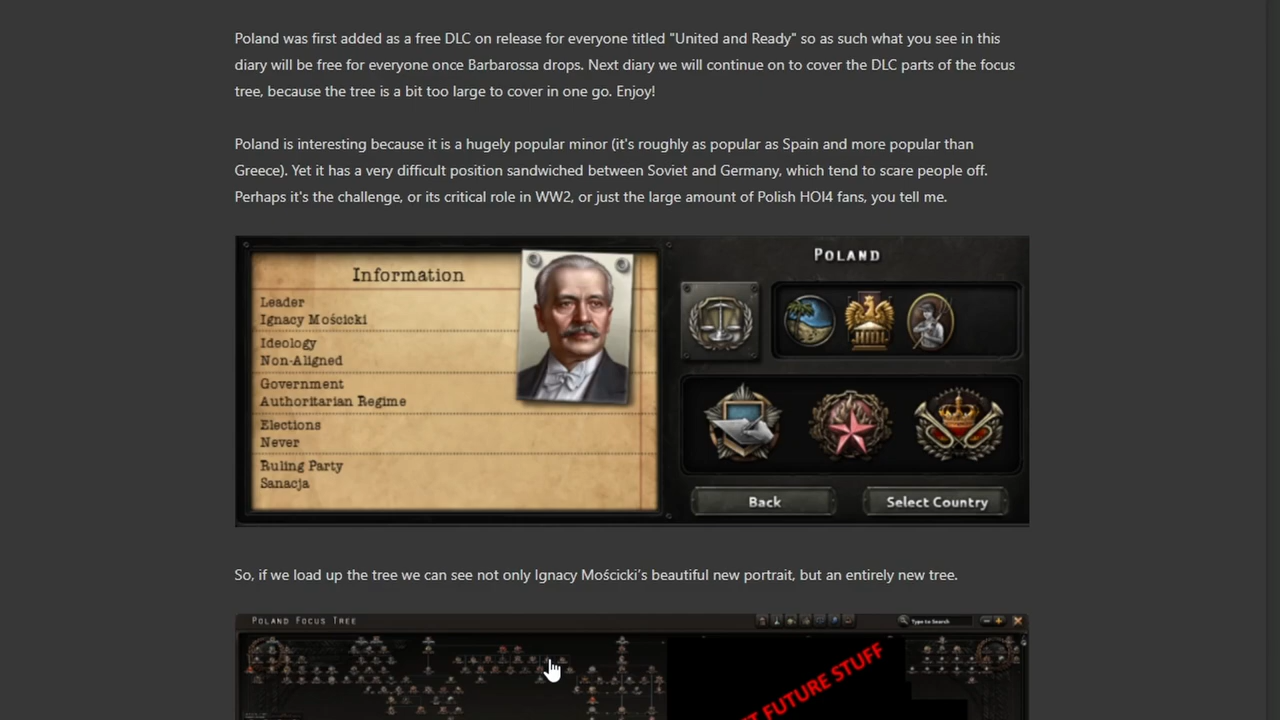 Poland was first added as a free DLC on release for everyone titled "United and Ready" so as such what you see in this
diary will be free for everyone once Barbarossa drops. Next diary we will continue on to cover the DLC parts of the focus
tree, because the tree is a bit too large to cover in one go. Enjoy!
Poland is interesting because it is a hugely popular minor (it's roughly as popular as Spain and more popular than
Greece). Yet it has a very difficult position sandwiched between Soviet and Germany, which tend to scare people off.
Perhaps it's the challenge, or its critical role in WW2, or just the large amount of Polish HOI4 fans, you tell me.
Information
Leader
Ignacy Mościcki
Ideology
Non-Aligned
Government
Authoritarian Regime
Elections
Never
Ruling Party
Sanacja
POLAND
Back
Select Country
So, if we load up the tree we can see not only Ignacy Mościcki's beautiful new portrait, but an entirely new tree.
POLAND FOCUS TREE
Type to Search
FUTURE STUFF